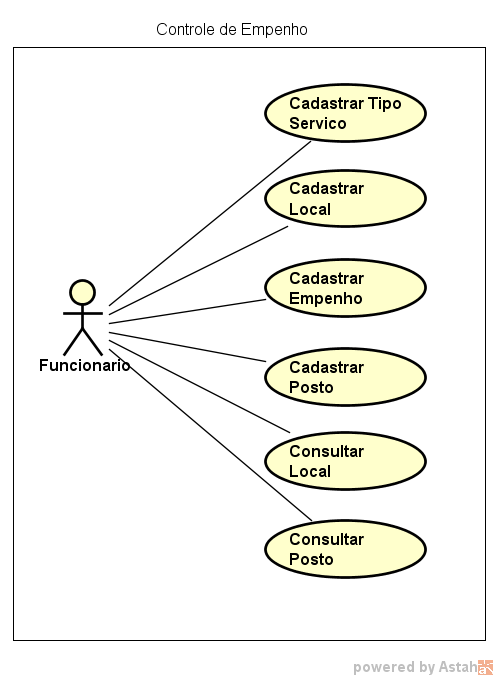 Controle de Empenho
Cadastrar Tipo
Servico
Cadastrar
Local
Cadastrar
Empenho
Funcionario
Cadastrar
Posto
Consultar
Local
Consultar
Posto
powered by Astah